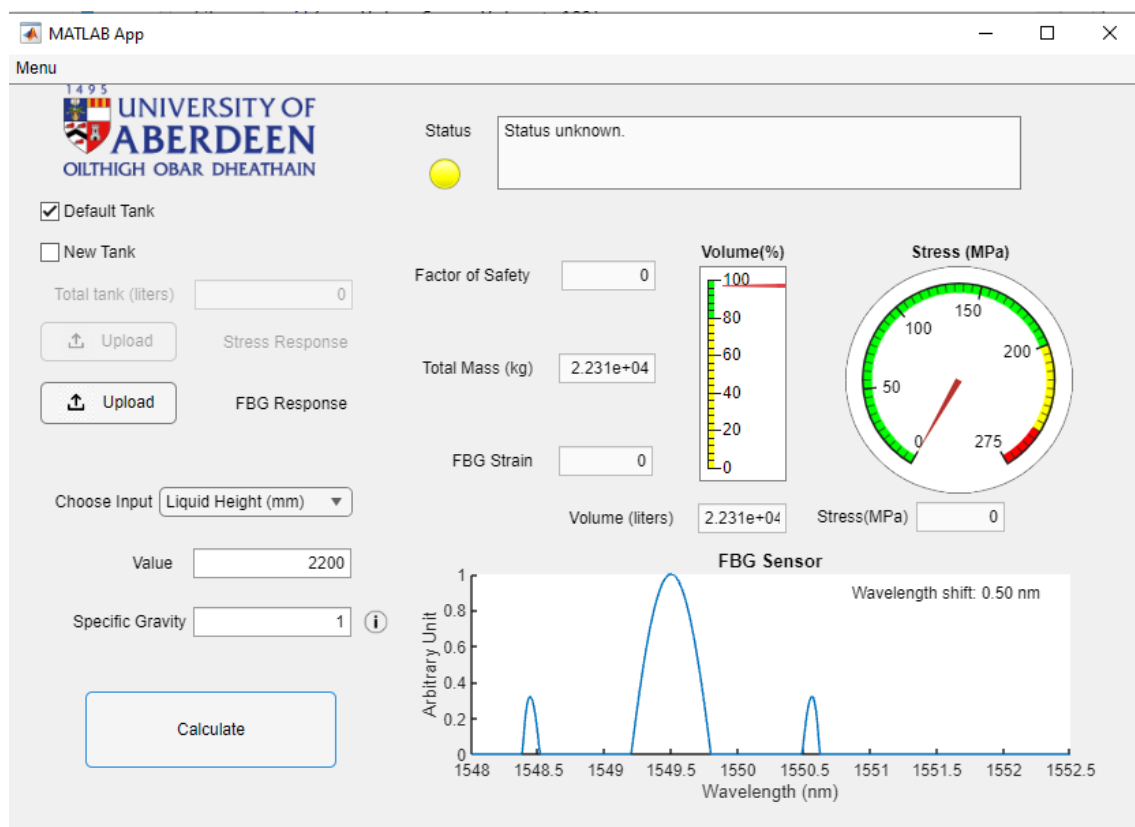 MATLAB App
Menu
1495
UNIVERSITY OF
ABERDEEN
OILTHIGH OBAR DHEATHAIN
Status
Status unknown.
Default Tank
New Tank
Total tank (liters) 0
Upload Stress Response
Upload FBG Response
Choose Input Liquid Height (mm)
Value 2200
Specific Gravity 1
Calculate
Factor of Safety 0
Total Mass (kg) 2.231e+04
FBG Strain 0
Volume(%)
100
80
60
40
20
0
Volume (liters) 2.231e+04
Stress (MPa)
0
50
100
150
200
275
Stress(MPa) 0
FBG Sensor
Wavelength shift: 0.50 nm
Arbitrary Unit
1
0.8
0.6
0.4
0.2
0
1548 1548.5 1549 1549.5 1550 1550.5 1551 1551.5 1552 1552.5
Wavelength (nm)